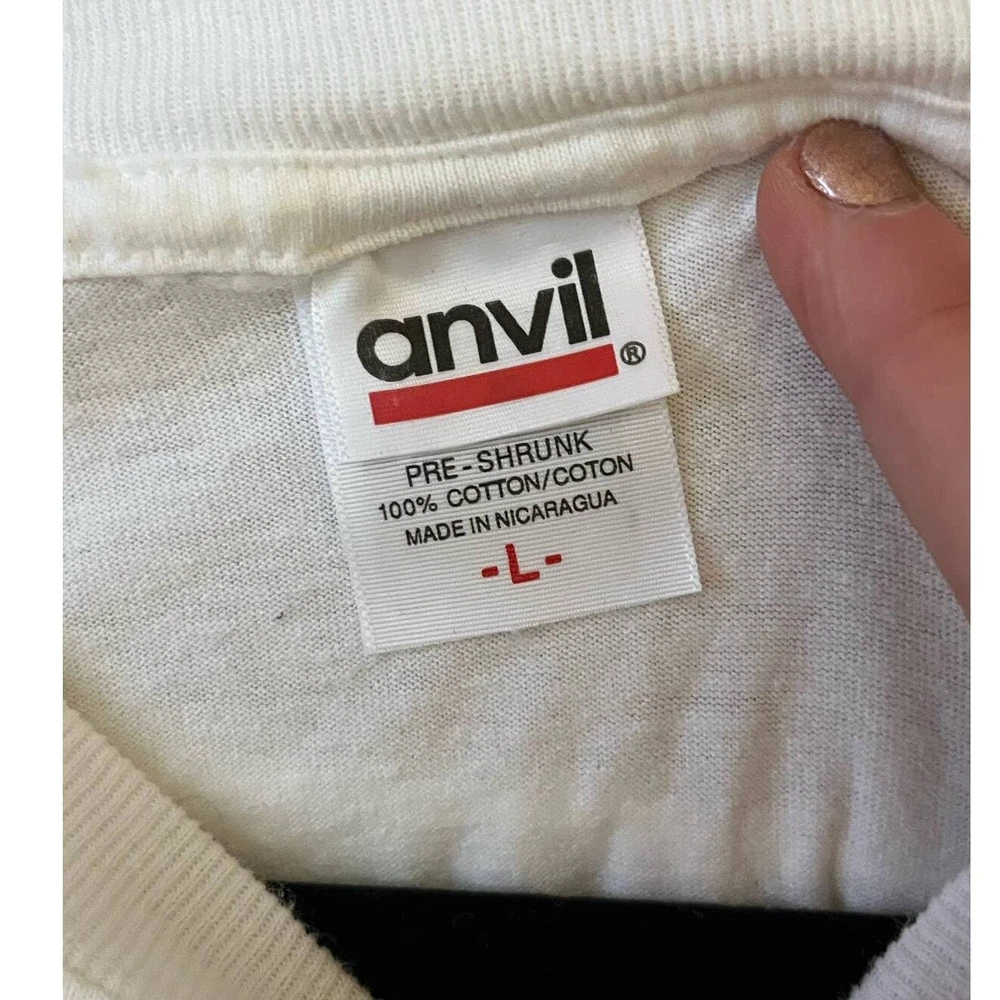 anvil®
PRE-SHRUNK
100% COTTON/COTON
MADE IN NICARAGUA
-L-